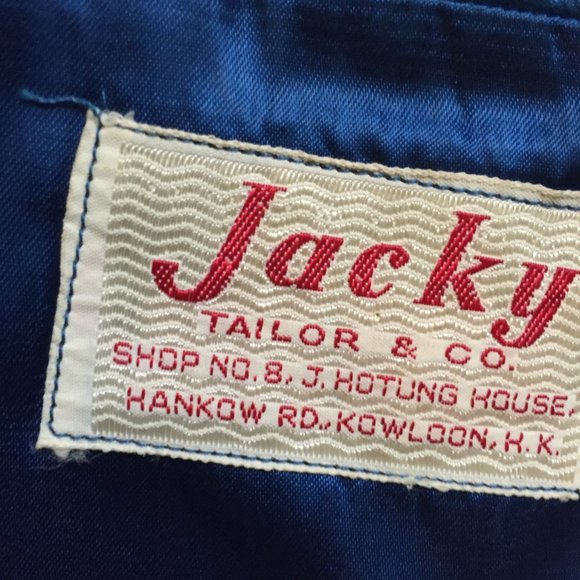 Jacky
TAILOR & CO.
SHOP NO. 8, J. HOTUNG HOUSE,
HANKOW RD., KOWLOON, H.K.